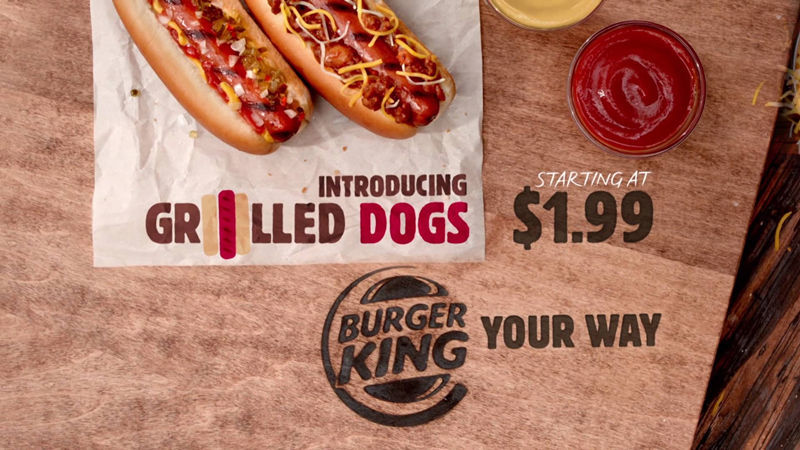 INTRODUCING
GRILLED DOGS
STARTING AT
$1.99
BURGER
KING
YOUR WAY